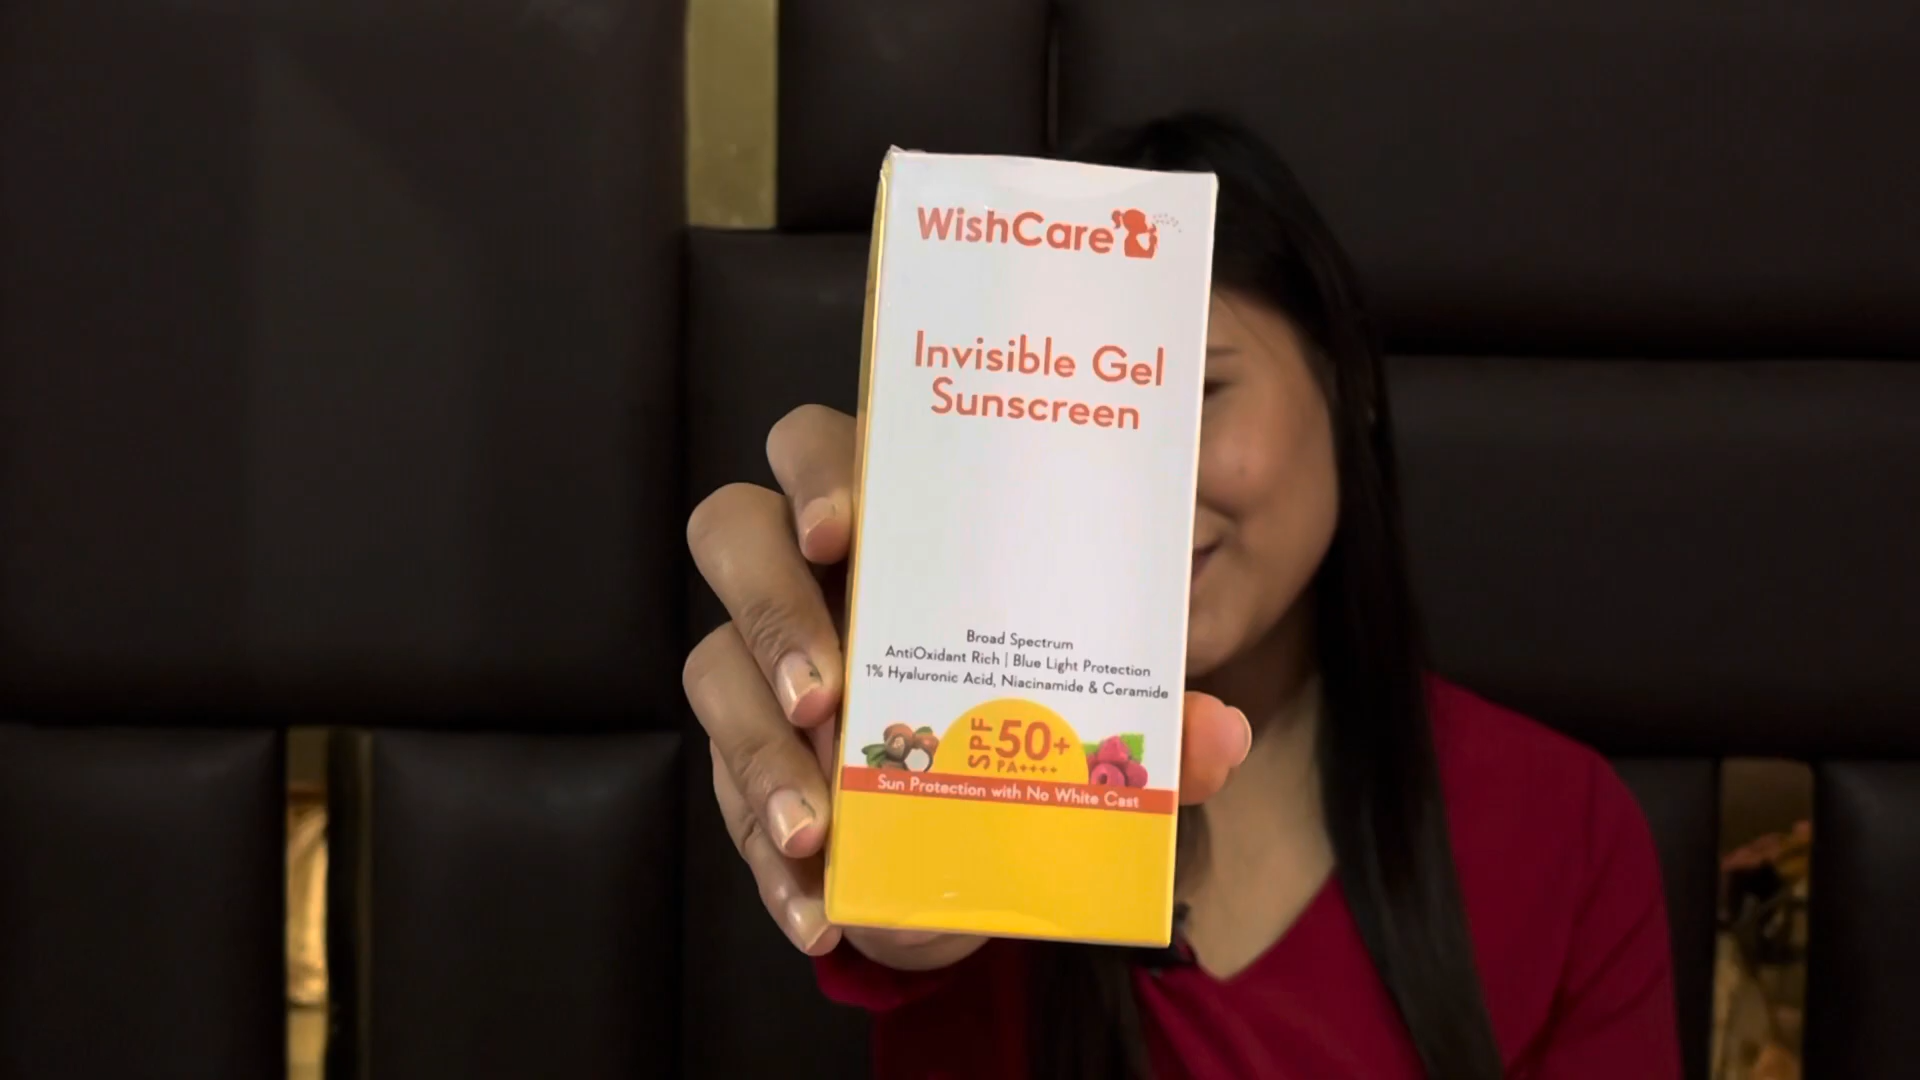 WishCare
Invisible Gel
Sunscreen
Broad Spectrum
AntiOxidant Rich | Blue Light Protection
1% Hyaluronic Acid, Niacinamide & Ceramide
SPF 50+
PA++++
Sun Protection with No White Cast